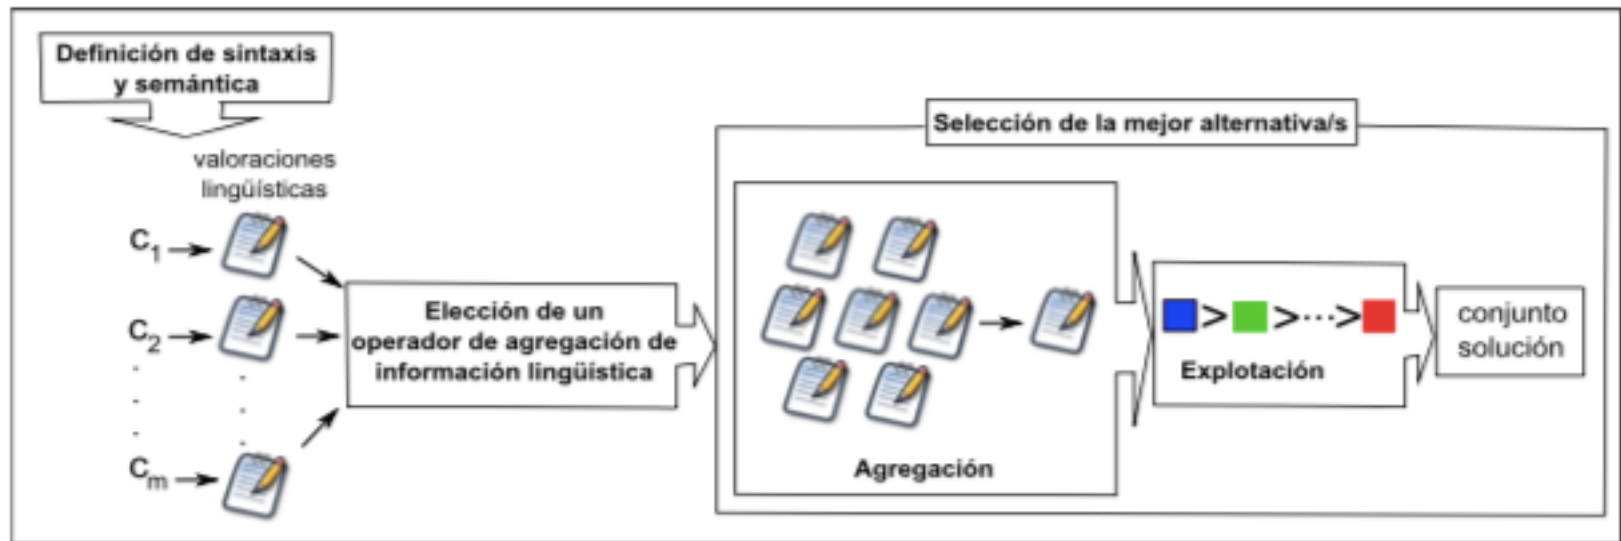 Definición de sintaxis
y semántica
valoraciones
lingüísticas
C1
C2
Cm
Elección de un
operador de agregación de
información lingüística
Selección de la mejor alternativa/s
Agregación
> > ... >
Explotación
conjunto
solución